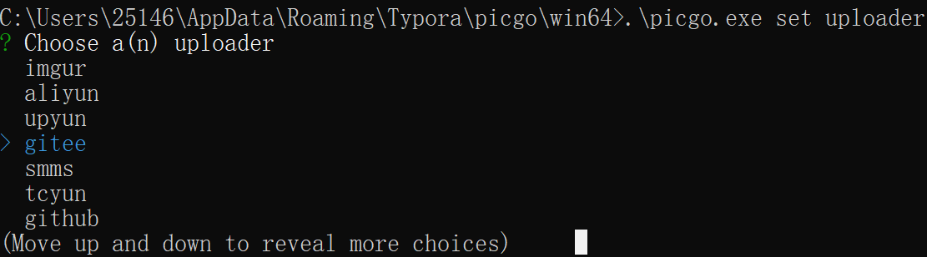 C:\Users\25146\AppData\Roaming\Typora\picgo\win64>.\picgo.exe set uploader
? Choose a(n) uploader
  imgur
  aliyun
  upyun
> gitee
  smms
  tcyun
  github
(Move up and down to reveal more choices)